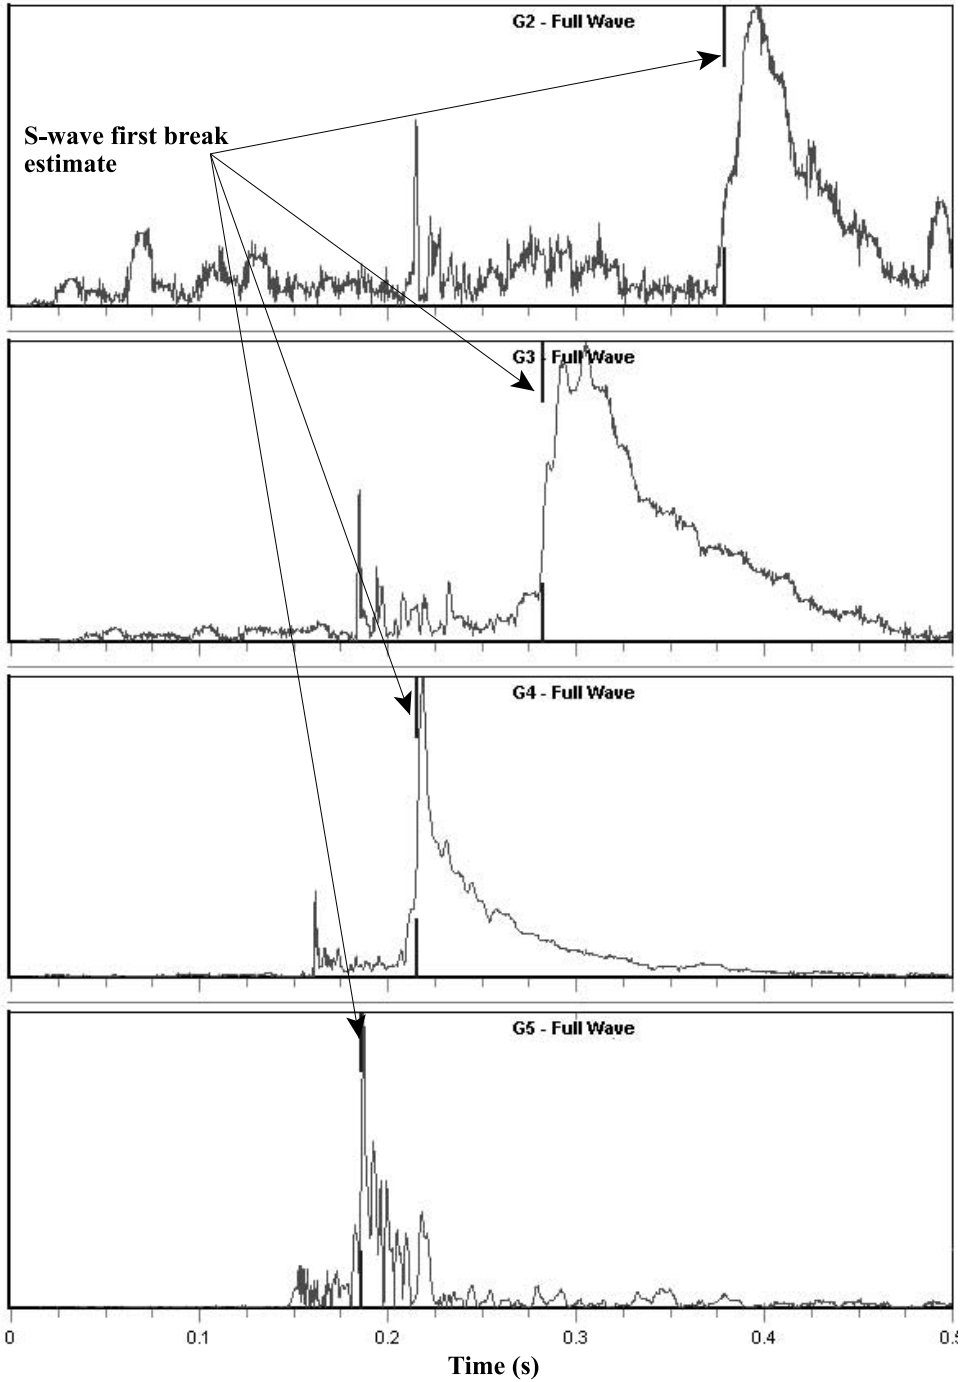 G2 - Full Wave
S-wave first break
estimate
G3 - Full Wave
G4 - Full Wave
G5 - Full Wave
0 0.1 0.2 0.3 0.4 0.5
Time (s)